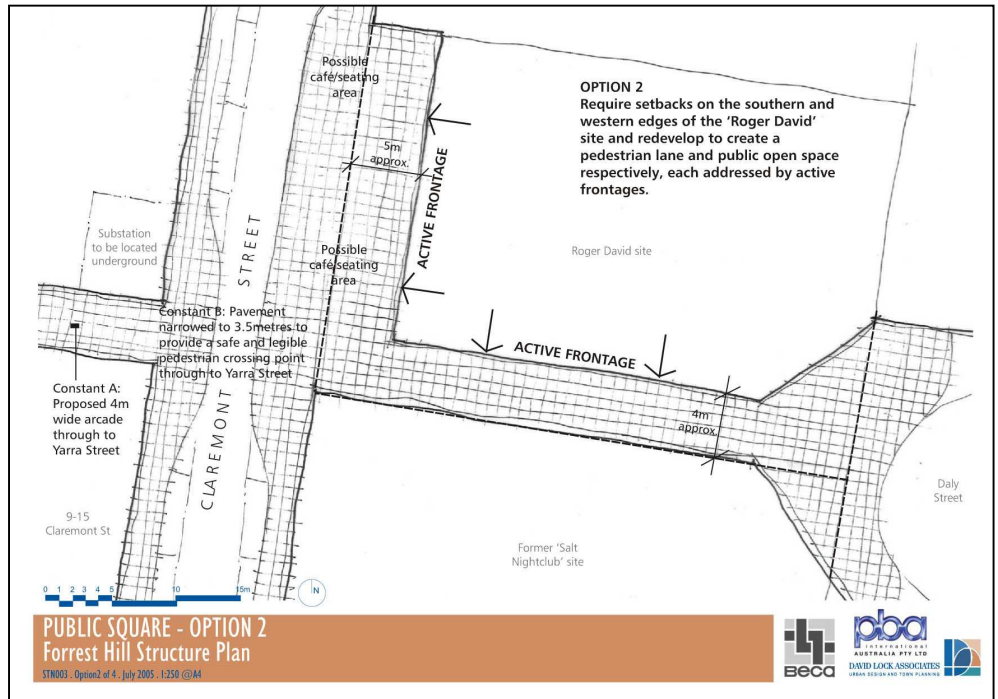 Possible
café/seating
area
OPTION 2
Require setbacks on the southern and
western edges of the 'Roger David'
site and redevelop to create a
pedestrian lane and public open space
respectively, each addressed by active
frontages.
5m
approx.
ACTIVE FRONTAGE
Substation
to be located
underground
CLAREMONT STREET
Possible
café/seating
area
Roger David site
Constant B: Pavement
narrowed to 3.5metres to
provide a safe and legible
pedestrian crossing point
through to Yarra Street
ACTIVE FRONTAGE
Constant A:
Proposed 4m
wide arcade
through to
Yarra Street
4m
approx.
Daly
Street
9-15
Claremont St
Former 'Salt
Nightclub' site
0 1 2 3 4 5 10 15m
N
PUBLIC SQUARE - OPTION 2
Forrest Hill Structure Plan
STN003 . Option2 of 4 . July 2005 . 1:250 @A4
Beca
pba
international
AUSTRALIA PTY LTD
DAVID LOCK ASSOCIATES
URBAN DESIGN AND TOWN PLANNING